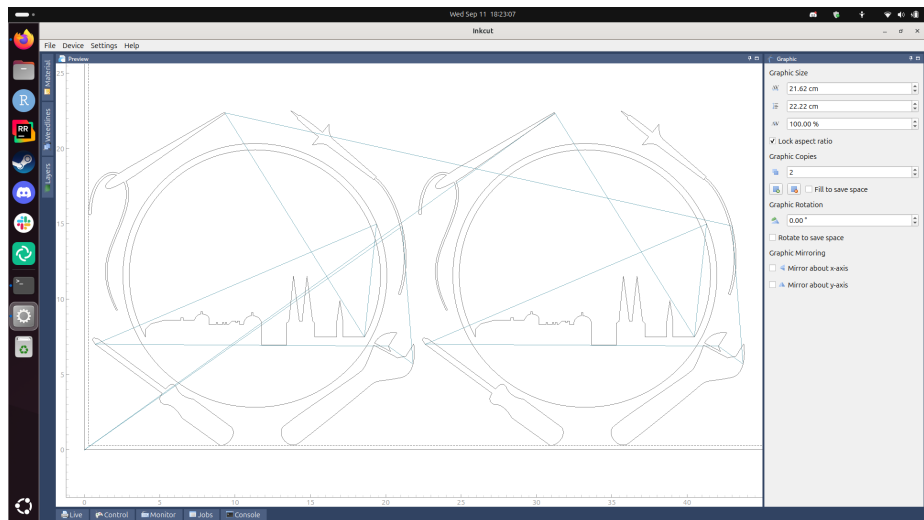 Wed Sep 11 18:23:07
Inkcut
File Device Settings Help
Material
Weedlines
Layers
Preview
25
20
15
10
5
0
0 5 10 15 20 25 30 35 40
Graphic
Graphic Size
21.62 cm
22.22 cm
100.00 %
Lock aspect ratio
Graphic Copies
2
Fill to save space
Graphic Rotation
0.00 °
Rotate to save space
Graphic Mirroring
Mirror about x-axis
Mirror about y-axis
Live Control Monitor Jobs Console
R
RR